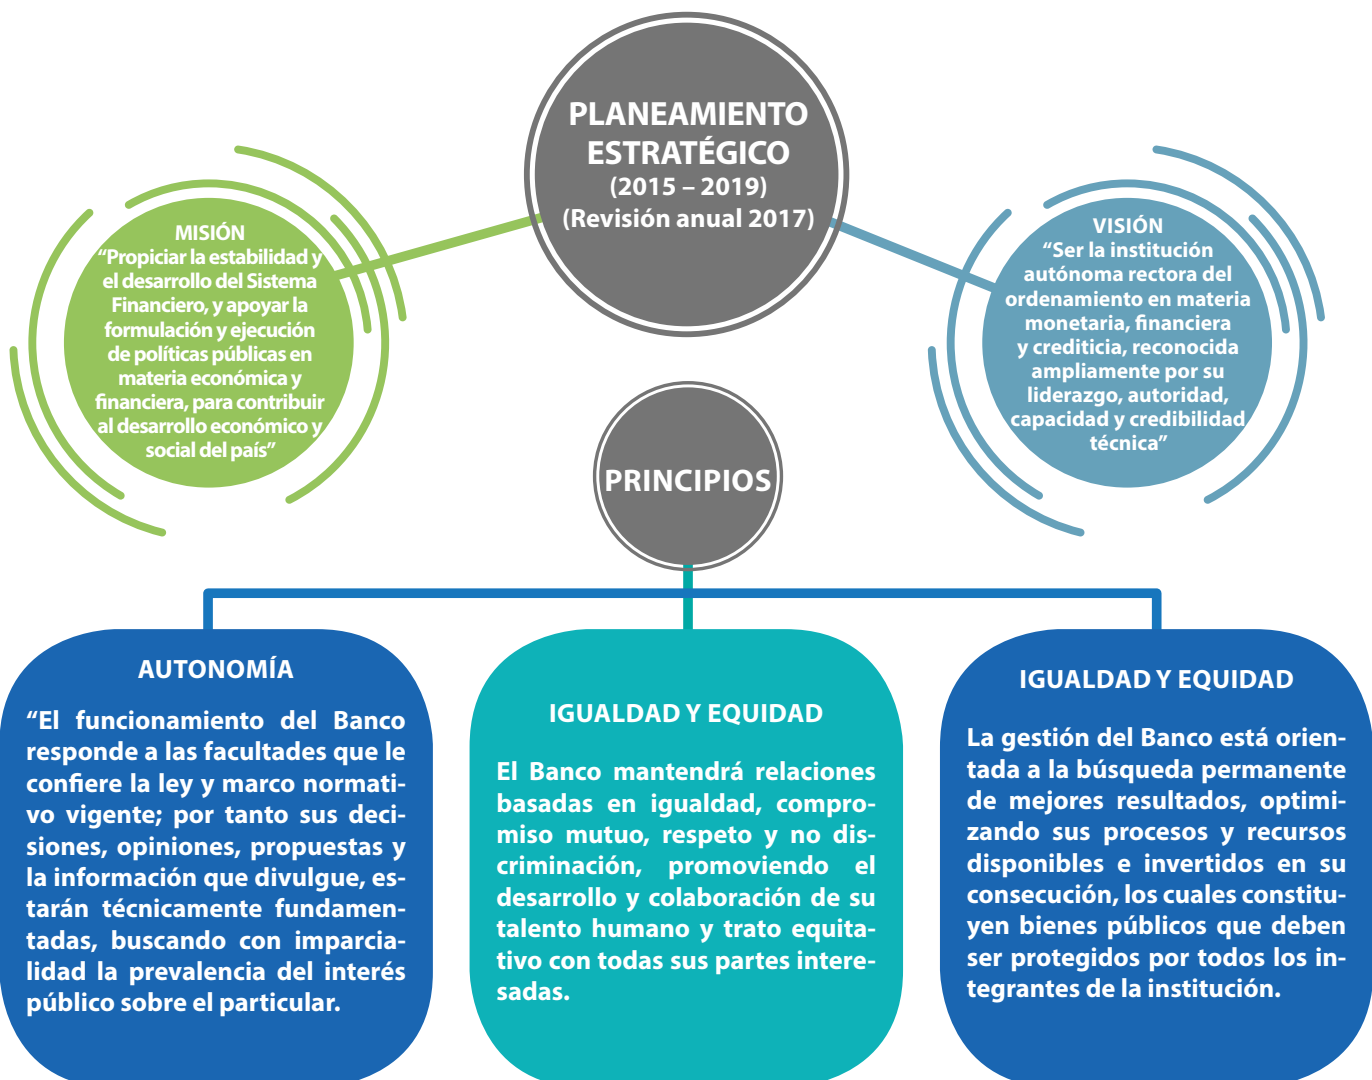 PLANEAMIENTO
ESTRATÉGICO
(2015 – 2019)
(Revisión anual 2017)
MISIÓN
“Propiciar la estabilidad y
el desarrollo del Sistema
Financiero, y apoyar la
formulación y ejecución
de políticas públicas en
materia económica y
financiera, para contribuir
al desarrollo económico y
social del país”
VISIÓN
“Ser la institución
autónoma rectora del
ordenamiento en materia
monetaria, financiera
y crediticia, reconocida
ampliamente por su
liderazgo, autoridad,
capacidad y credibilidad
técnica”
PRINCIPIOS
AUTONOMÍA
“El funcionamiento del Banco
responde a las facultades que le
confiere la ley y marco normati-
vo vigente; por tanto sus deci-
siones, opiniones, propuestas y
la información que divulgue, es-
tarán técnicamente fundamen-
tadas, buscando con imparcia-
lidad la prevalencia del interés
público sobre el particular.
IGUALDAD Y EQUIDAD
El Banco mantendrá relaciones
basadas en igualdad, compro-
miso mutuo, respeto y no dis-
criminación, promoviendo el
desarrollo y colaboración de su
talento humano y trato equita-
tivo con todas sus partes intere-
sadas.
IGUALDAD Y EQUIDAD
La gestión del Banco está orien-
tada a la búsqueda permanente
de mejores resultados, optimi-
zando sus procesos y recursos
disponibles e invertidos en su
consecución, los cuales constitu-
yen bienes públicos que deben
ser protegidos por todos los in-
tegrantes de la institución.